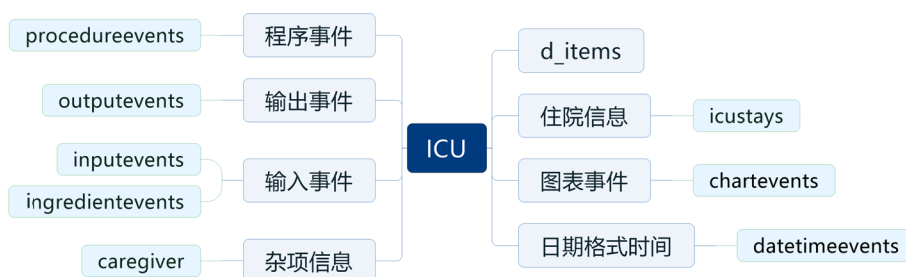 procedureevents
程序事件
outputevents
输出事件
inputevents
ingredientevents
输入事件
caregiver
杂项信息
ICU
d_items
住院信息
icustays
图表事件
chartevents
日期格式时间
datetimeevents